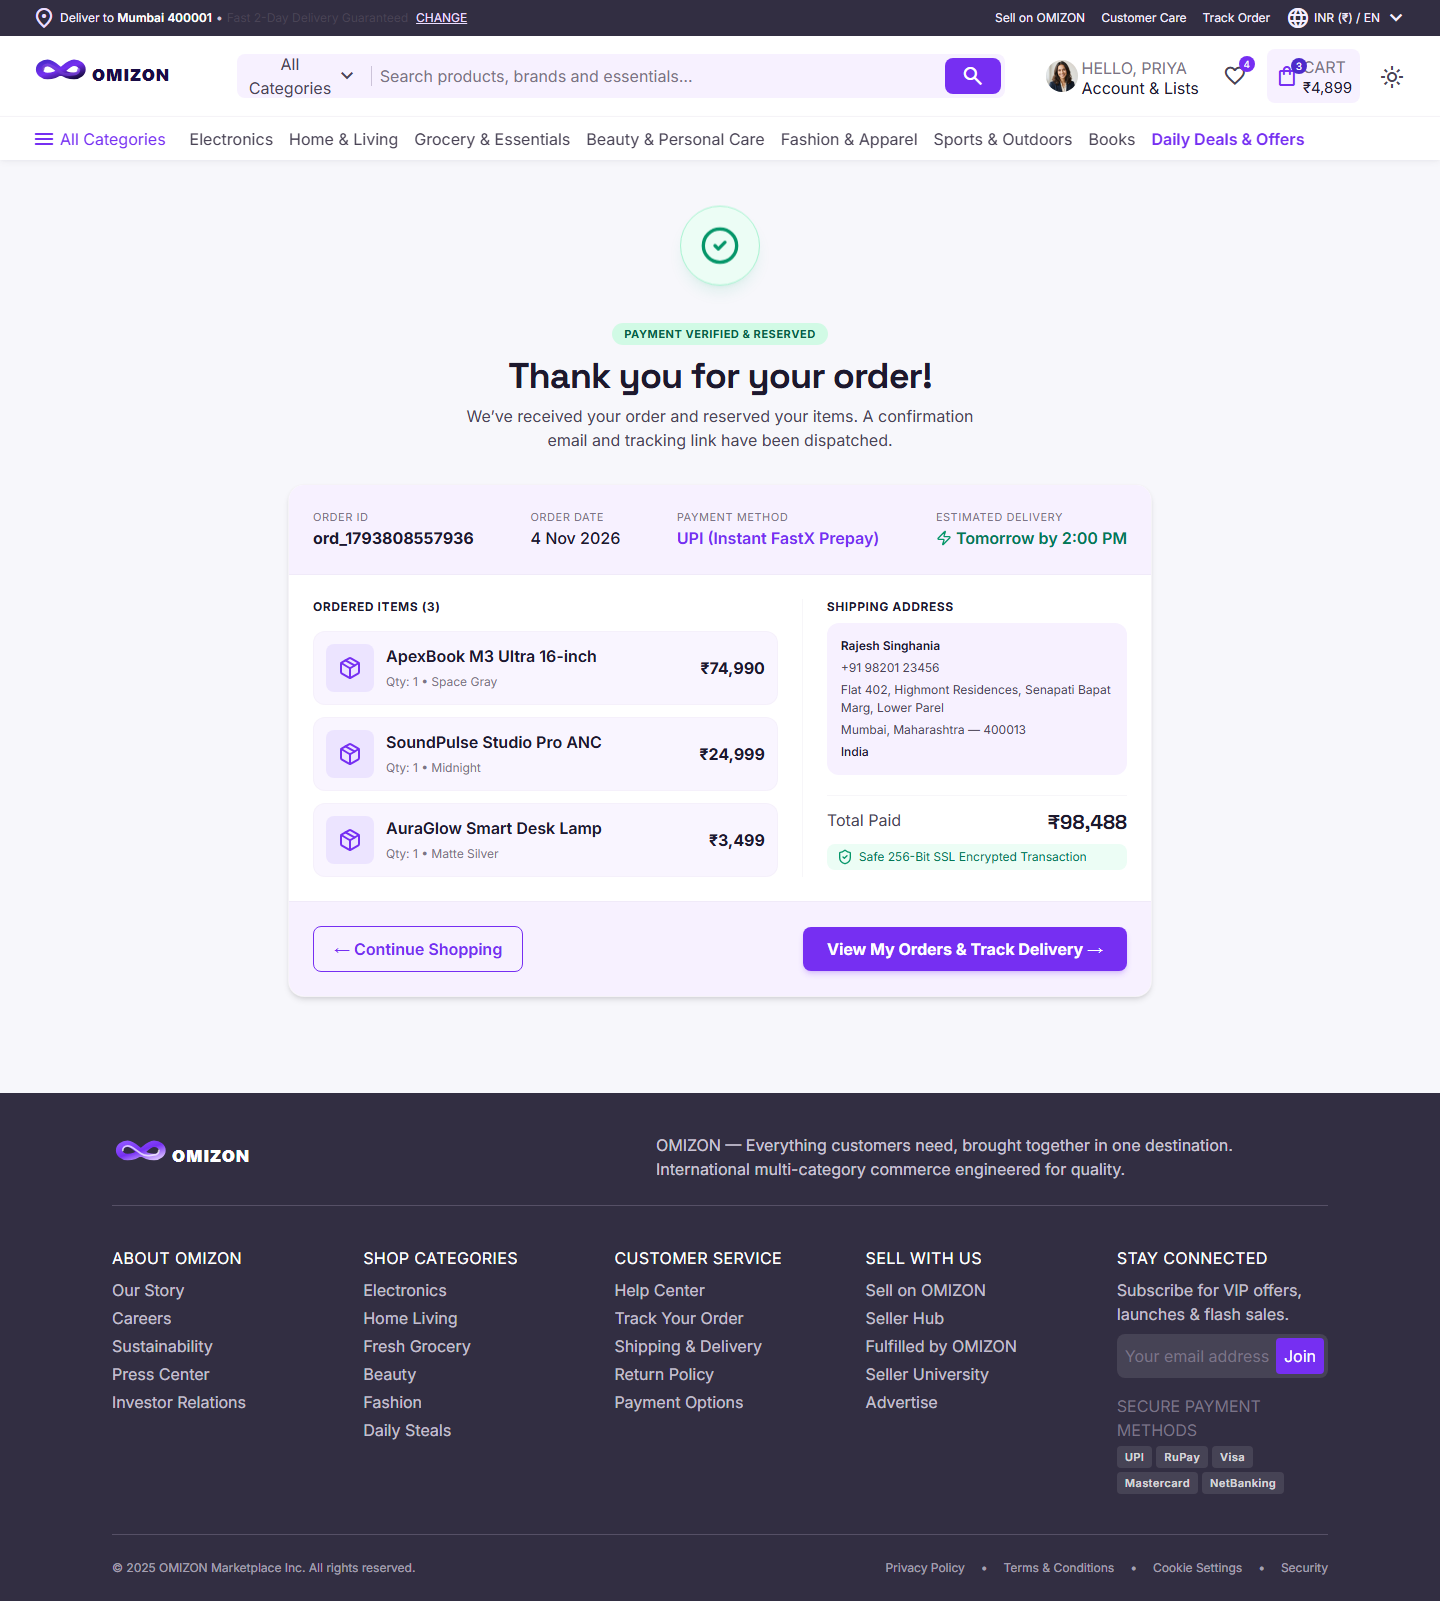 Deliver to Mumbai 400001 • Fast 2-Day Delivery Guaranteed CHANGE
Sell on OMIZON Customer Care Track Order INR (₹) / EN
OMIZON
All Categories
Search products, brands and essentials...
HELLO, PRIYA
Account & Lists
4
3
CART
₹4,899
All Categories Electronics Home & Living Grocery & Essentials Beauty & Personal Care Fashion & Apparel Sports & Outdoors Books Daily Deals & Offers
PAYMENT VERIFIED & RESERVED
Thank you for your order!
We’ve received your order and reserved your items. A confirmation
email and tracking link have been dispatched.
ORDER ID
ord_1793808557936
ORDER DATE
4 Nov 2026
PAYMENT METHOD
UPI (Instant FastX Prepay)
ESTIMATED DELIVERY
Tomorrow by 2:00 PM
ORDERED ITEMS (3)
ApexBook M3 Ultra 16-inch
Qty: 1 • Space Gray
₹74,990
SoundPulse Studio Pro ANC
Qty: 1 • Midnight
₹24,999
AuraGlow Smart Desk Lamp
Qty: 1 • Matte Silver
₹3,499
SHIPPING ADDRESS
Rajesh Singhania
+91 98201 23456
Flat 402, Highmont Residences, Senapati Bapat
Marg, Lower Parel
Mumbai, Maharashtra — 400013
India
Total Paid ₹98,488
Safe 256-Bit SSL Encrypted Transaction
← Continue Shopping
View My Orders & Track Delivery →
OMIZON
OMIZON — Everything customers need, brought together in one destination.
International multi-category commerce engineered for quality.
ABOUT OMIZON
Our Story
Careers
Sustainability
Press Center
Investor Relations
SHOP CATEGORIES
Electronics
Home Living
Fresh Grocery
Beauty
Fashion
Daily Steals
CUSTOMER SERVICE
Help Center
Track Your Order
Shipping & Delivery
Return Policy
Payment Options
SELL WITH US
Sell on OMIZON
Seller Hub
Fulfilled by OMIZON
Seller University
Advertise
STAY CONNECTED
Subscribe for VIP offers,
launches & flash sales.
Your email address Join
SECURE PAYMENT
METHODS
UPI RuPay Visa
Mastercard NetBanking
© 2025 OMIZON Marketplace Inc. All rights reserved.
Privacy Policy • Terms & Conditions • Cookie Settings • Security